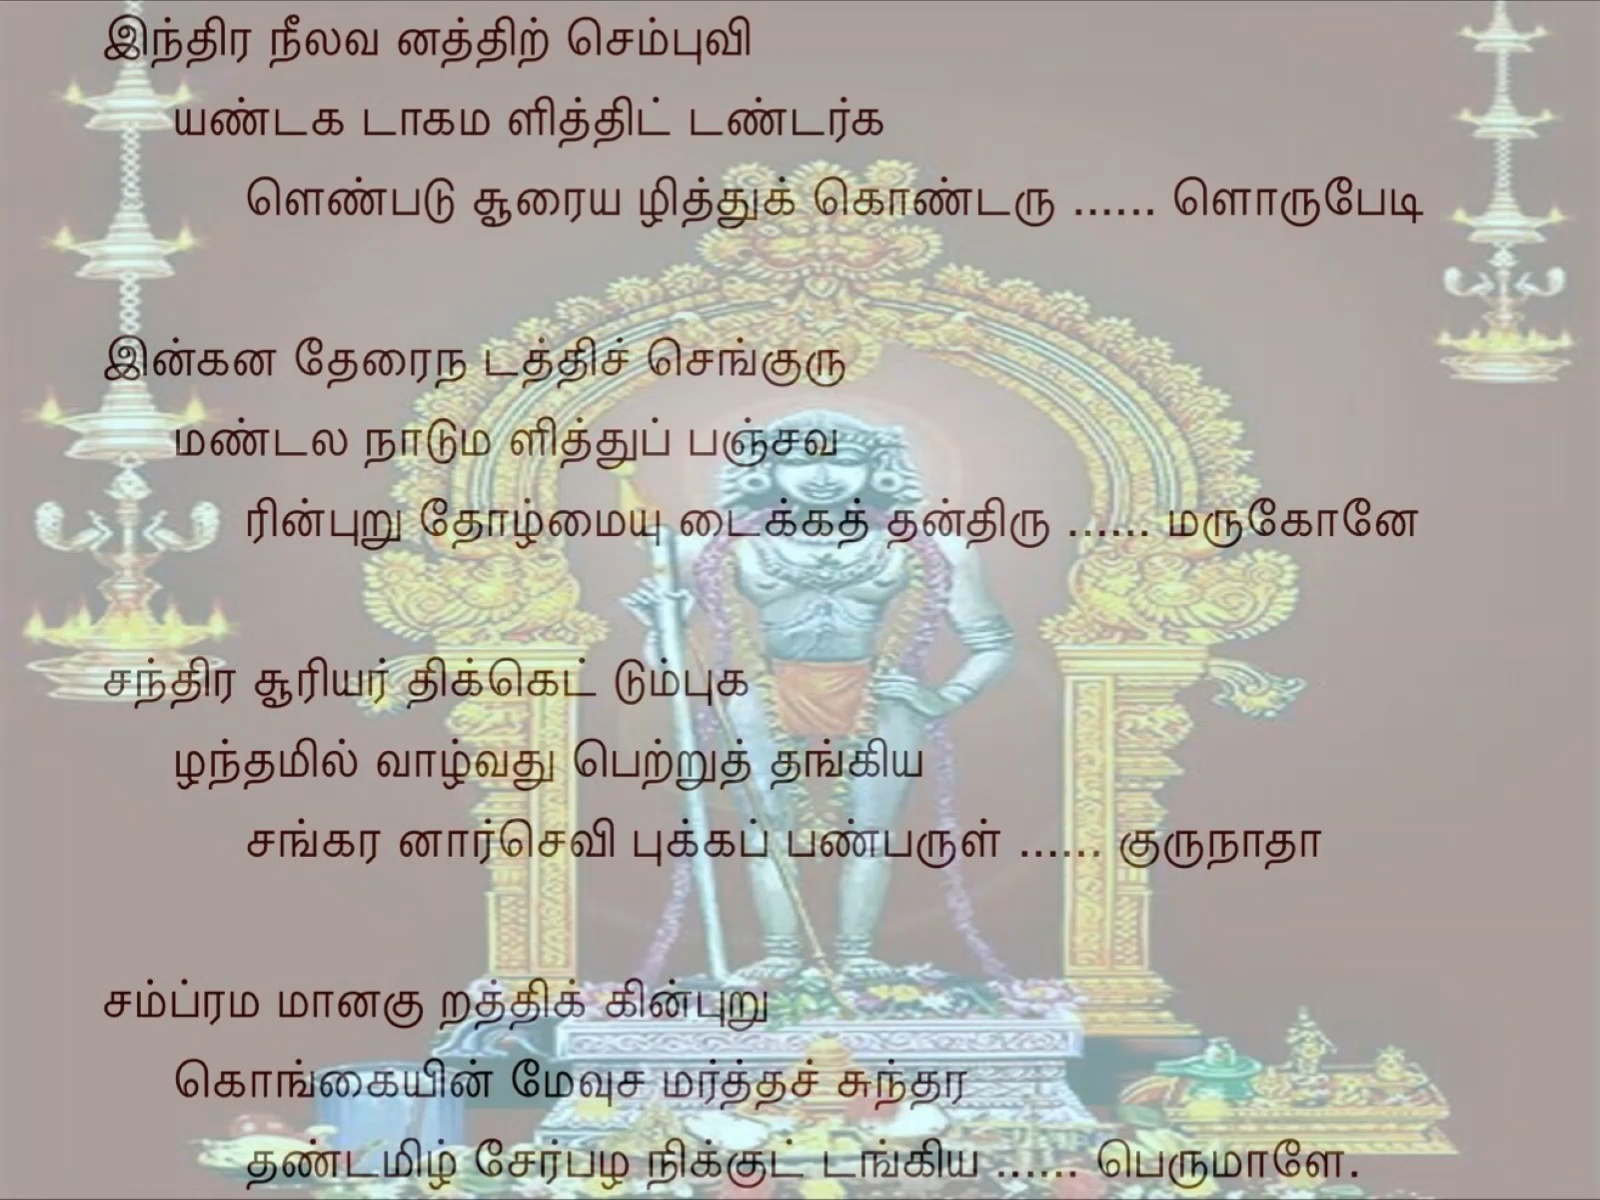 இந்திர நீலவ னத்திற் செம்புவி
யண்டக டாகம ளித்திட் டண்டர்க
ளெண்படு சூரைய ழித்துக் கொண்டரு ...... ளொருபேடி
இன்கன தேரைந டத்திச் செங்குரு
மண்டல நாடும ளித்துப் பஞ்சவ
ரின்புறு தோழ்மையு டைக்கத் தன்திரு ...... மருகோனே
சந்திர சூரியர் திக்கெட் டும்புக
ழந்தமில் வாழ்வது பெற்றுத் தங்கிய
சங்கர னார்செவி புக்கப் பண்பருள் ...... குருநாதா
சம்ப்ரம மானகு றத்திக் கின்புறு
கொங்கையின் மேவுச மர்த்தச் சுந்தர
தண்டமிழ் சேர்பழ நிக்குட் டங்கிய ...... பெருமாளே.